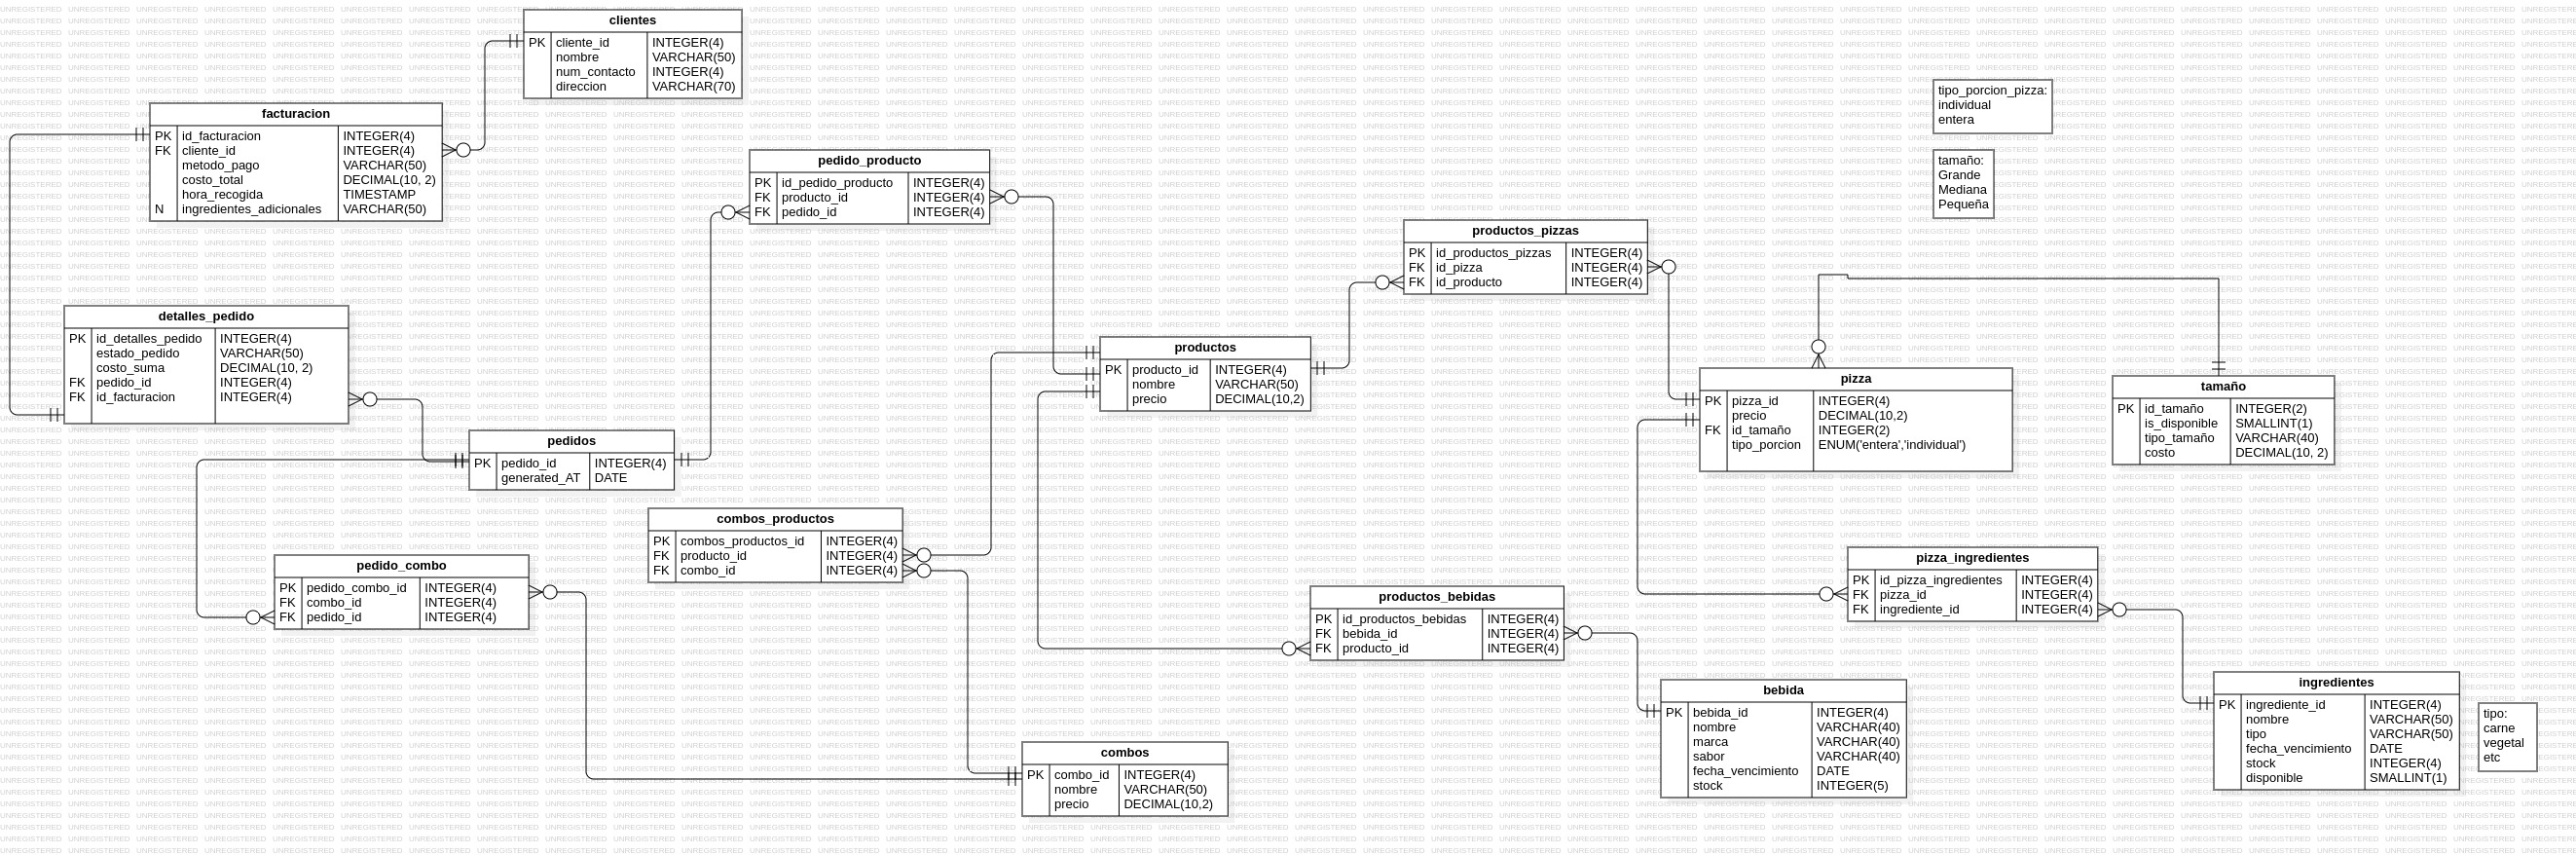 clientes
PK cliente_id INTEGER(4)
nombre VARCHAR(50)
num_contacto INTEGER(4)
direccion VARCHAR(70)
facturacion
PK id_facturacion INTEGER(4)
FK cliente_id INTEGER(4)
metodo_pago VARCHAR(50)
costo_total DECIMAL(10, 2)
hora_recogida TIMESTAMP
N ingredientes_adicionales VARCHAR(50)
tipo_porcion_pizza:
individual
entera
tamaño:
Grande
Mediana
Pequeña
pedido_producto
PK id_pedido_producto INTEGER(4)
FK producto_id INTEGER(4)
FK pedido_id INTEGER(4)
productos_pizzas
PK id_productos_pizzas INTEGER(4)
FK id_pizza INTEGER(4)
FK id_producto INTEGER(4)
detalles_pedido
PK id_detalles_pedido INTEGER(4)
estado_pedido VARCHAR(50)
costo_suma DECIMAL(10, 2)
FK pedido_id INTEGER(4)
FK id_facturacion INTEGER(4)
productos
PK producto_id INTEGER(4)
nombre VARCHAR(50)
precio DECIMAL(10,2)
pizza
PK pizza_id INTEGER(4)
precio DECIMAL(10,2)
FK id_tamaño INTEGER(2)
tipo_porcion ENUM('entera','individual')
tamaño
PK id_tamaño INTEGER(2)
is_disponible SMALLINT(1)
tipo_tamaño VARCHAR(40)
costo DECIMAL(10, 2)
pedidos
PK pedido_id INTEGER(4)
generated_AT DATE
combos_productos
PK combos_productos_id INTEGER(4)
FK producto_id INTEGER(4)
FK combo_id INTEGER(4)
pedido_combo
PK pedido_combo_id INTEGER(4)
FK combo_id INTEGER(4)
FK pedido_id INTEGER(4)
pizza_ingredientes
PK id_pizza_ingredientes INTEGER(4)
FK pizza_id INTEGER(4)
FK ingrediente_id INTEGER(4)
productos_bebidas
PK id_productos_bebidas INTEGER(4)
FK bebida_id INTEGER(4)
FK producto_id INTEGER(4)
bebida
PK bebida_id INTEGER(4)
nombre VARCHAR(40)
marca VARCHAR(40)
sabor VARCHAR(40)
fecha_vencimiento DATE
stock INTEGER(5)
ingredientes
PK ingrediente_id INTEGER(4)
nombre VARCHAR(50)
tipo VARCHAR(50)
fecha_vencimiento DATE
stock INTEGER(4)
disponible SMALLINT(1)
tipo:
carne
vegetal
etc
combos
PK combo_id INTEGER(4)
nombre VARCHAR(50)
precio DECIMAL(10,2)
UNREGISTERED